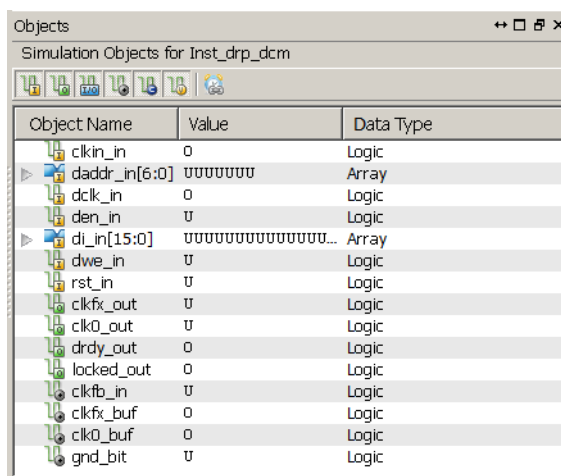 Objects
Simulation Objects for Inst_drp_dcm
I O I/O C
Object Name Value Data Type
clkin_in 0 Logic
daddr_in[6:0] UUUUUUU Array
dclk_in 0 Logic
den_in U Logic
di_in[15:0] UUUUUUUUUUUUUU... Array
dwe_in U Logic
rst_in U Logic
clkfx_out U Logic
clk0_out U Logic
drdy_out 0 Logic
locked_out 0 Logic
clkfb_in U Logic
clkfx_buf 0 Logic
clk0_buf 0 Logic
gnd_bit U Logic